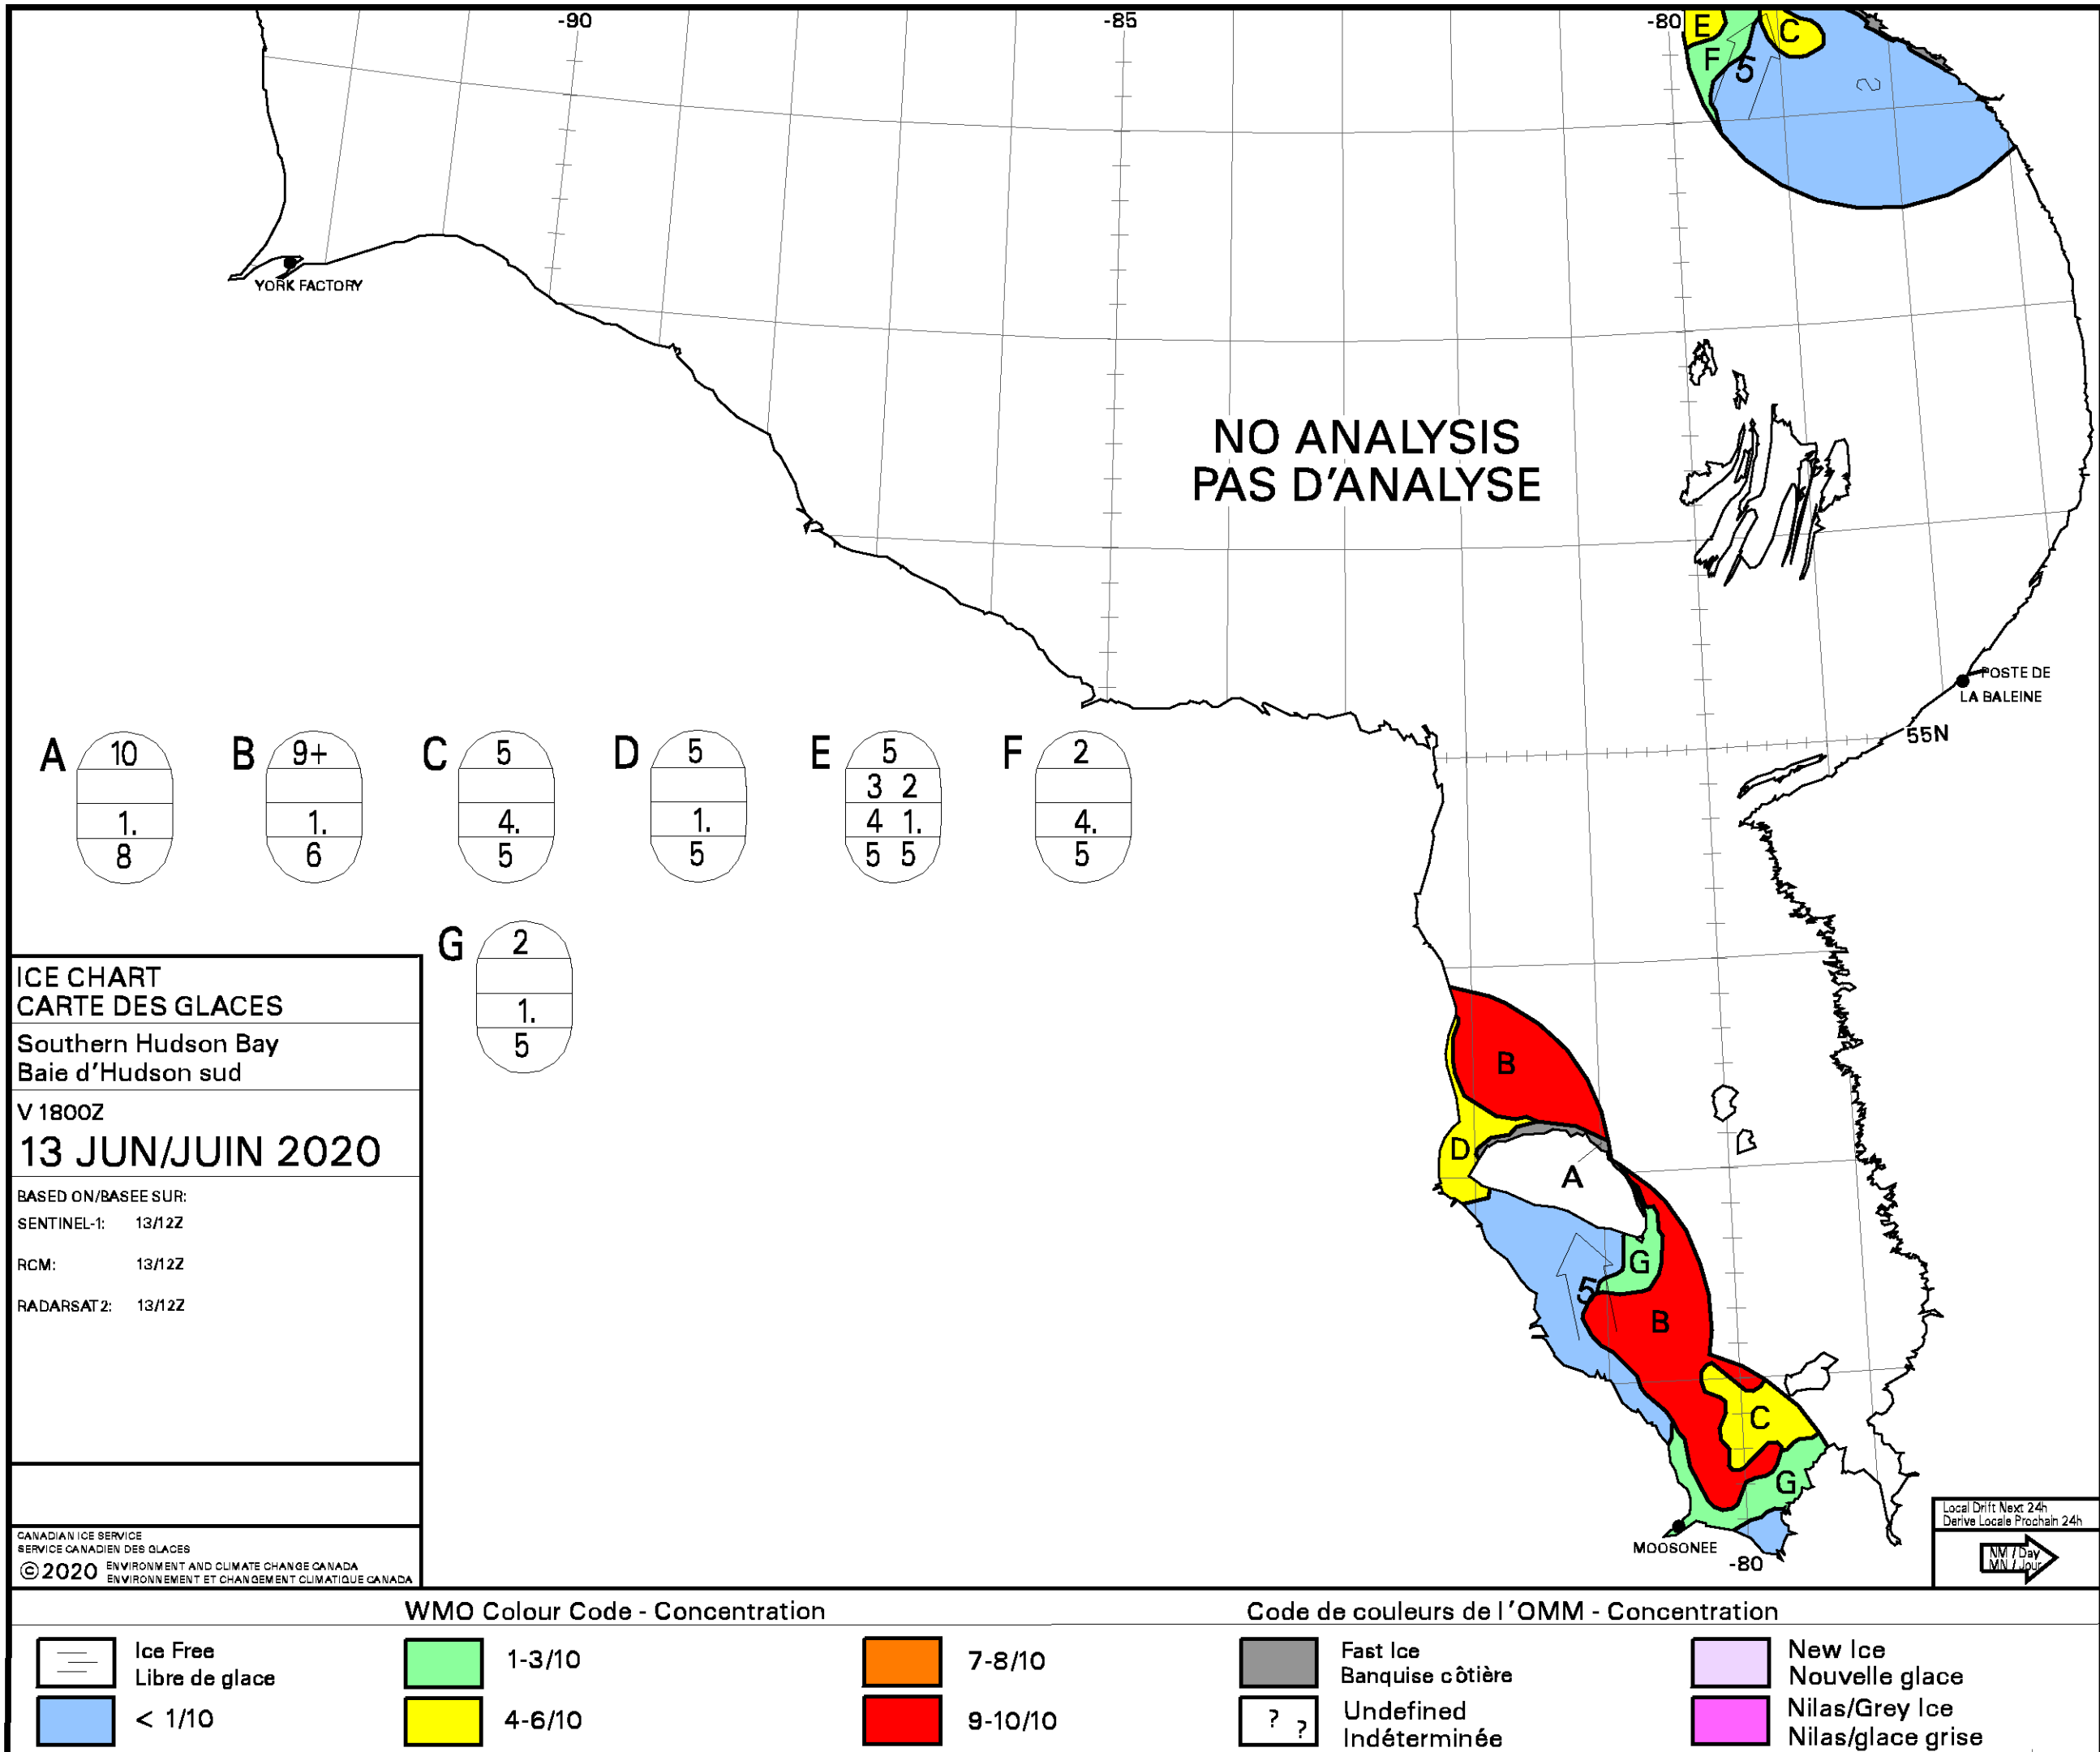 -90
-85
-80
E
C
F
5
YORK FACTORY
NO ANALYSIS
PAS D'ANALYSE
POSTE DE
LA BALEINE
55N
A
10
1.
8
B
9+
1.
6
C
5
4.
5
D
5
1.
5
E
5
3 2
4 1.
5 5
F
2
4.
5
G
2
1.
5
B
D
A
G
5
B
C
G
MOOSONEE
-80
ICE CHART
CARTE DES GLACES
Southern Hudson Bay
Baie d'Hudson sud
V 1800Z
13 JUN/JUIN 2020
BASED ON/BASEE SUR:
SENTINEL-1: 13/12Z
RCM: 13/12Z
RADARSAT2: 13/12Z
CANADIAN ICE SERVICE
SERVICE CANADIEN DES GLACES
©2020 ENVIRONMENT AND CLIMATE CHANGE CANADA
ENVIRONNEMENT ET CHANGEMENT CLIMATIQUE CANADA
Local Drift Next 24h
Derive Locale Prochain 24h
NM / Day
MN / Jour
WMO Colour Code - Concentration
Code de couleurs de l'OMM - Concentration
Ice Free
Libre de glace
< 1/10
1-3/10
4-6/10
7-8/10
9-10/10
Fast Ice
Banquise côtière
? ?
Undefined
Indéterminée
New Ice
Nouvelle glace
Nilas/Grey Ice
Nilas/glace grise